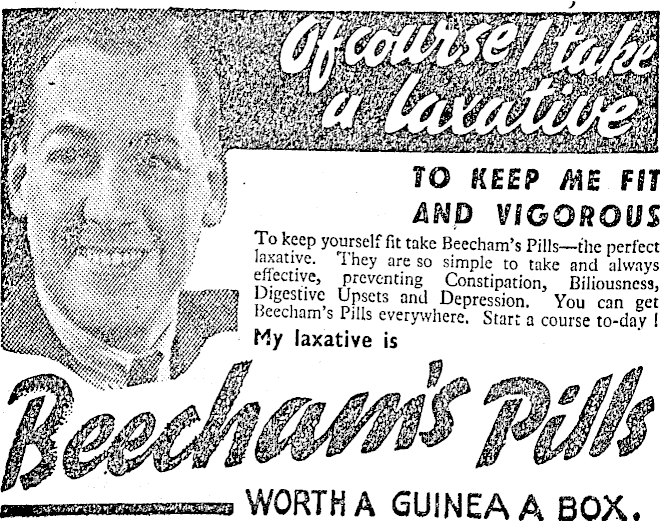 Of course I take
a laxative
TO KEEP ME FIT
AND VIGOROUS
To keep yourself fit take Beecham's Pills—the perfect
laxative. They are so simple to take and always
effective, preventing Constipation, Biliousness,
Digestive Upsets and Depression. You can get
Beecham's Pills everywhere. Start a course to-day !
My laxative is
Beecham's Pills
WORTH A GUINEA A BOX.